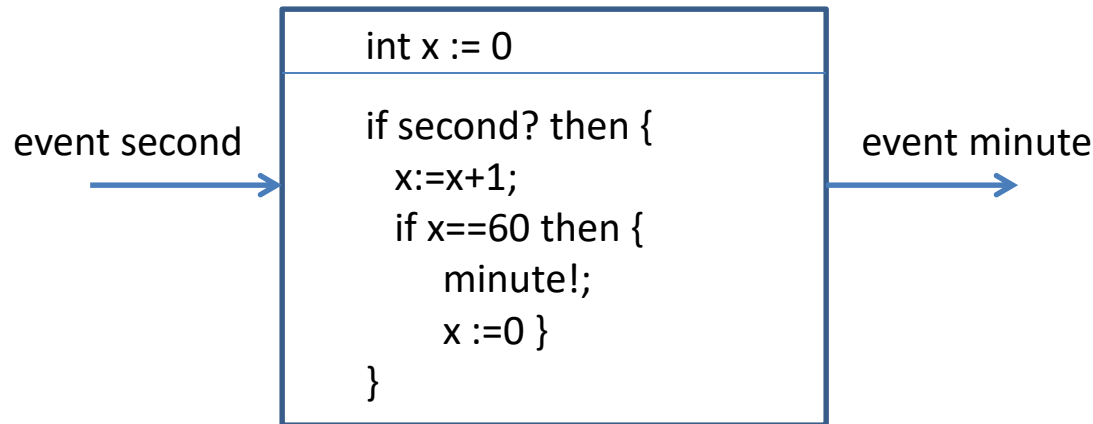 int x := 0
event second
if second? then {
x:=x+1;
if x==60 then {
minute!;
x :=0 }
}
event minute